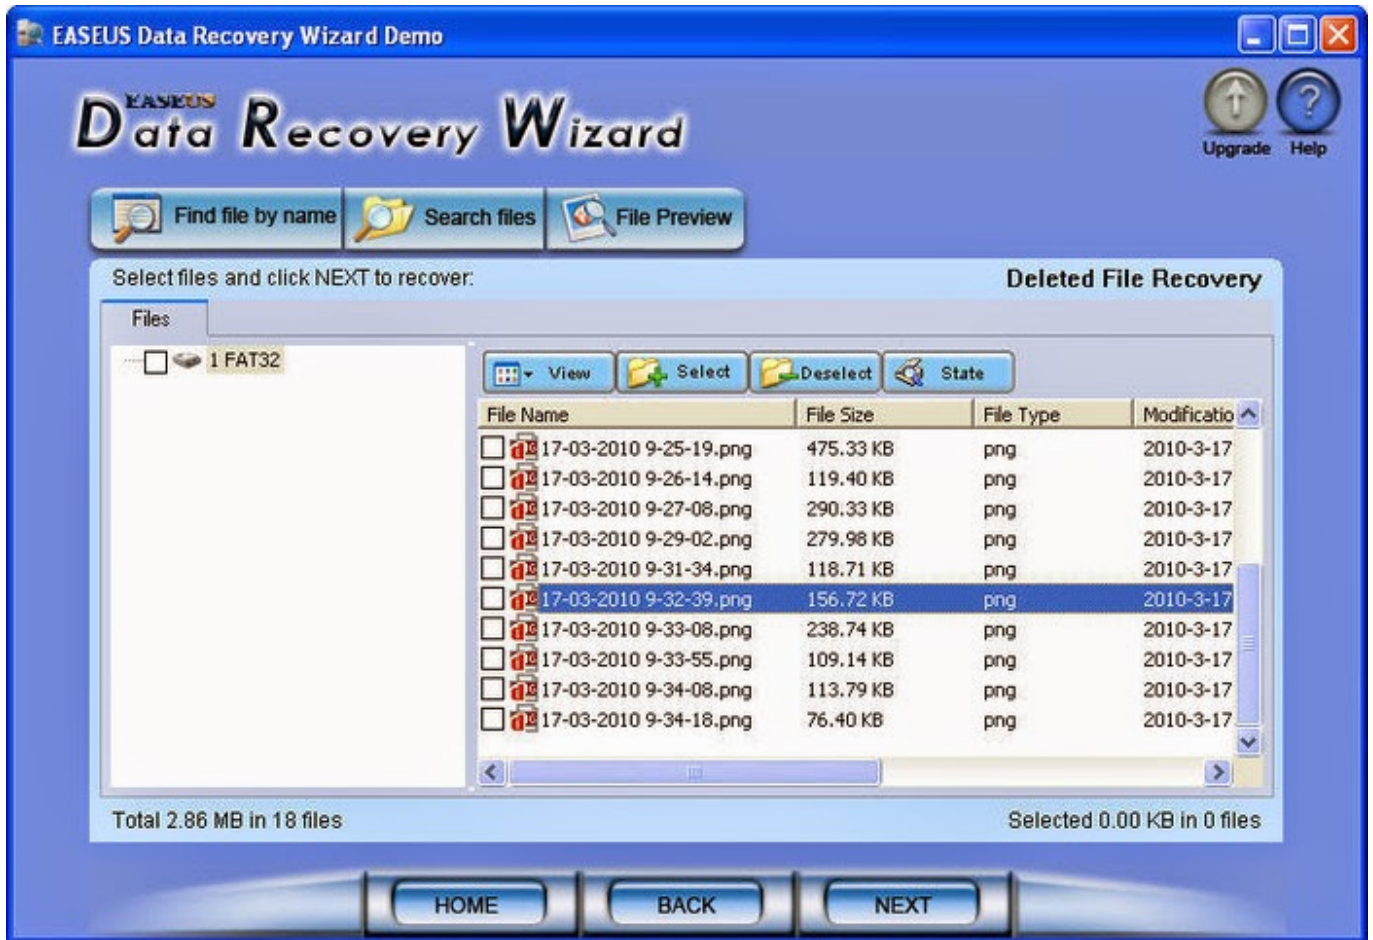 EASEUS Data Recovery Wizard Demo
EASEUS
Data Recovery Wizard
Upgrade Help
Find file by name Search files File Preview
Select files and click NEXT to recover: Deleted File Recovery
Files
1 FAT32
View Select Deselect State
File Name File Size File Type Modificatio
17-03-2010 9-25-19.png 475.33 KB png 2010-3-17
17-03-2010 9-26-14.png 119.40 KB png 2010-3-17
17-03-2010 9-27-08.png 290.33 KB png 2010-3-17
17-03-2010 9-29-02.png 279.98 KB png 2010-3-17
17-03-2010 9-31-34.png 118.71 KB png 2010-3-17
17-03-2010 9-32-39.png 156.72 KB png 2010-3-17
17-03-2010 9-33-08.png 238.74 KB png 2010-3-17
17-03-2010 9-33-55.png 109.14 KB png 2010-3-17
17-03-2010 9-34-08.png 113.79 KB png 2010-3-17
17-03-2010 9-34-18.png 76.40 KB png 2010-3-17
Total 2.86 MB in 18 files Selected 0.00 KB in 0 files
HOME BACK NEXT